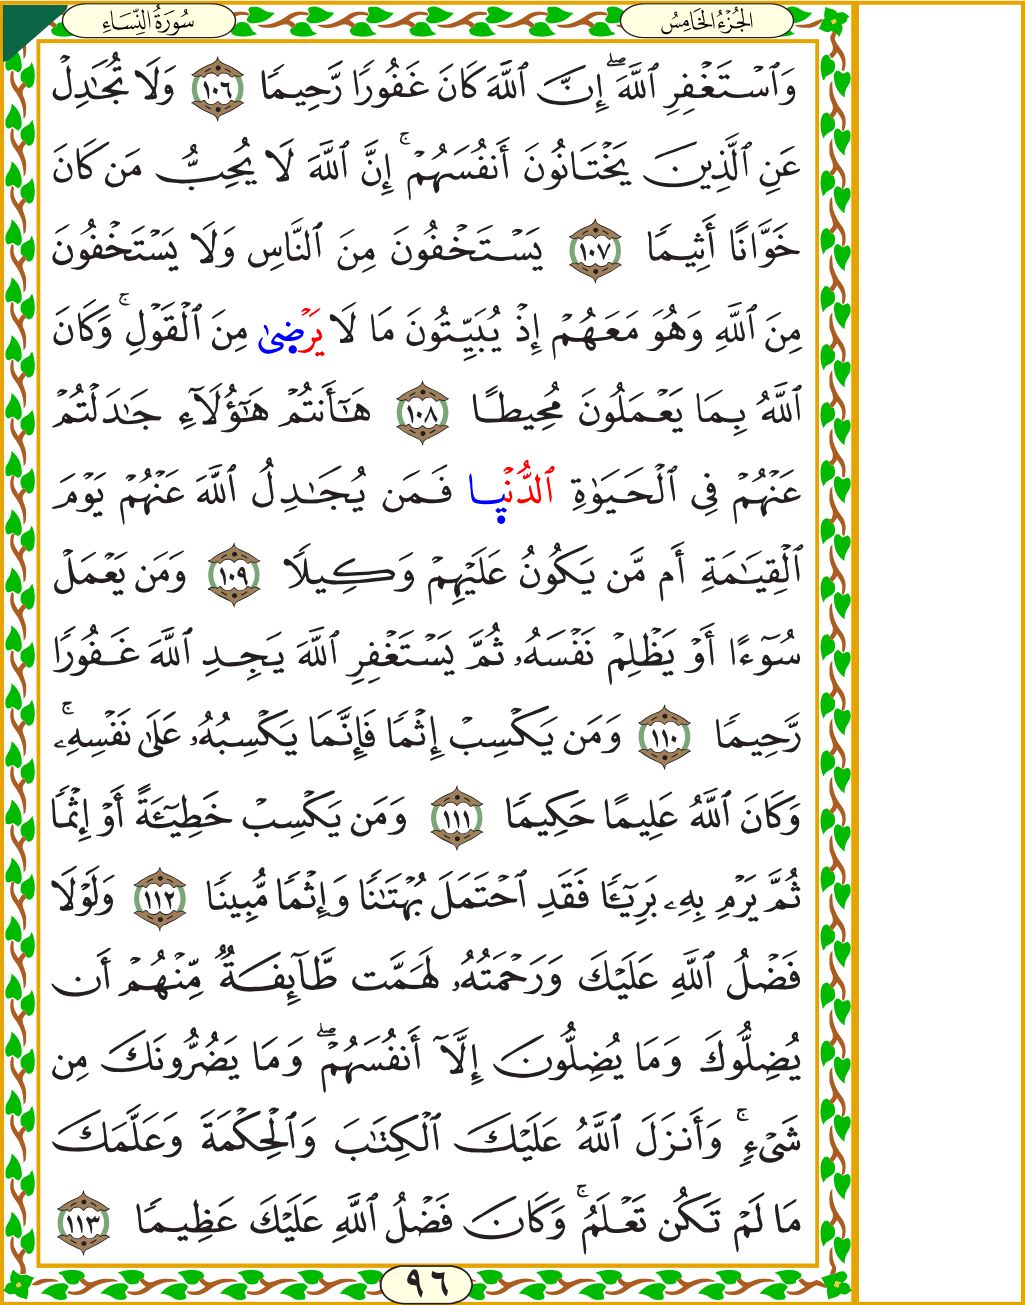 الجُزْءُ الخَامِسُ
سُورَةُ النِّسَاءِ
وَٱسۡتَغۡفِرِ ٱللَّهَۖ إِنَّ ٱللَّهَ كَانَ غَفُورٗا رَّحِيمٗا ١٠٦ وَلَا تُجَٰدِلۡ
عَنِ ٱلَّذِينَ يَخۡتَانُونَ أَنفُسَهُمۡۚ إِنَّ ٱللَّهَ لَا يُحِبُّ مَن كَانَ
خَوَّانًا أَثِيمٗا ١٠٧ يَسۡتَخۡفُونَ مِنَ ٱلنَّاسِ وَلَا يَسۡتَخۡفُونَ
مِنَ ٱللَّهِ وَهُوَ مَعَهُمۡ إِذۡ يُبَيِّتُونَ مَا لَا يَرۡضىٰ مِنَ ٱلۡقَوۡلِۚ وَكَانَ
ٱللَّهُ بِمَا يَعۡمَلُونَ مُحِيطًا ١٠٨ هَٰٓأَنتُمۡ هَٰٓؤُلَآءِ جَٰدَلۡتُمۡ
عَنۡهُمۡ فِي ٱلۡحَيَوٰةِ ٱلدُّنۡيا فَمَن يُجَٰدِلُ ٱللَّهَ عَنۡهُمۡ يَوۡمَ
ٱلۡقِيَٰمَةِ أَم مَّن يَكُونُ عَلَيۡهِمۡ وَكِيلٗا ١٠٩ وَمَن يَعۡمَلۡ
سُوٓءًا أَوۡ يَظۡلِمۡ نَفۡسَهُۥ ثُمَّ يَسۡتَغۡفِرِ ٱللَّهَ يَجِدِ ٱللَّهَ غَفُورٗا
رَّحِيمٗا ١١٠ وَمَن يَكۡسِبۡ إِثۡمٗا فَإِنَّمَا يَكۡسِبُهُۥ عَلَىٰ نَفۡسِهِۦۚ
وَكَانَ ٱللَّهُ عَلِيمًا حَكِيمٗا ١١١ وَمَن يَكۡسِبۡ خَطِيٓـَٔةً أَوۡ إِثۡمٗا
ثُمَّ يَرۡمِ بِهِۦ بَرِيٓـٔٗا فَقَدِ ٱحۡتَمَلَ بُهۡتَٰنٗا وَإِثۡمٗا مُّبِينٗا ١١٢ وَلَوۡلَا
فَضۡلُ ٱللَّهِ عَلَيۡكَ وَرَحۡمَتُهُۥ لَهَمَّت طَّآئِفَةٞ مِّنۡهُمۡ أَن
يُضِلُّوكَ وَمَا يُضِلُّونَ إِلَّآ أَنفُسَهُمۡۖ وَمَا يَضُرُّونَكَ مِن
شَيۡءٖۚ وَأَنزَلَ ٱللَّهُ عَلَيۡكَ ٱلۡكِتَٰبَ وَٱلۡحِكۡمَةَ وَعَلَّمَكَ
مَا لَمۡ تَكُن تَعۡلَمُۚ وَكَانَ فَضۡلُ ٱللَّهِ عَلَيۡكَ عَظِيمٗا ١١٣
٩٦